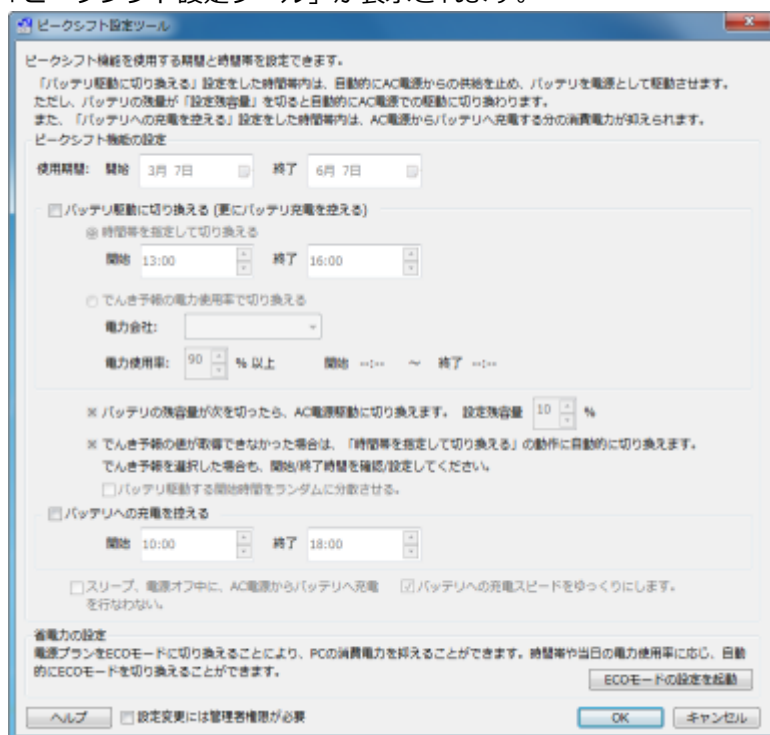 「ピークシフト設定ツール」が表示されます。
ピークシフト設定ツール
ピークシフト機能を使用する期間と時間帯を設定できます。
「バッテリ駆動に切り換える」設定をした時間帯内は、自動的にAC電源からの供給を止め、バッテリを電源として駆動させます。
ただし、バッテリの残量が「設定残容量」を切ると自動的にAC電源での駆動に切り換わります。
また、「バッテリへの充電を控える」設定をした時間帯内は、AC電源からバッテリへ充電する分の消費電力が抑えられます。
ピークシフト機能の設定
使用期間: 開始 3月 7日 終了 6月 7日
バッテリ駆動に切り換える (更にバッテリ充電を控える)
時間帯を指定して切り換える
開始 13:00 終了 16:00
でんき予報の電力使用率で切り換える
電力会社:
電力使用率: 90 % 以上 開始 --:-- ～ 終了 --:--
※ バッテリの残容量が次を切ったら、AC電源駆動に切り換えます。 設定残容量 10 %
※ でんき予報の値が取得できなかった場合は、「時間帯を指定して切り換える」の動作に自動的に切り換えます。
でんき予報を選択した場合も、開始/終了時間を確認/設定してください。
バッテリ駆動する開始時間をランダムに分散させる。
バッテリへの充電を控える
開始 10:00 終了 18:00
スリープ、電源オフ中に、AC電源からバッテリへ充電 バッテリへの充電スピードをゆっくりにします。
を行なわない。
省電力の設定
電源プランをECOモードに切り換えることにより、PCの消費電力を抑えることができます。時間帯や当日の電力使用率に応じ、自動
的にECOモードを切り換えることができます。
ECOモードの設定を起動
ヘルプ 設定変更には管理者権限が必要 OK キャンセル